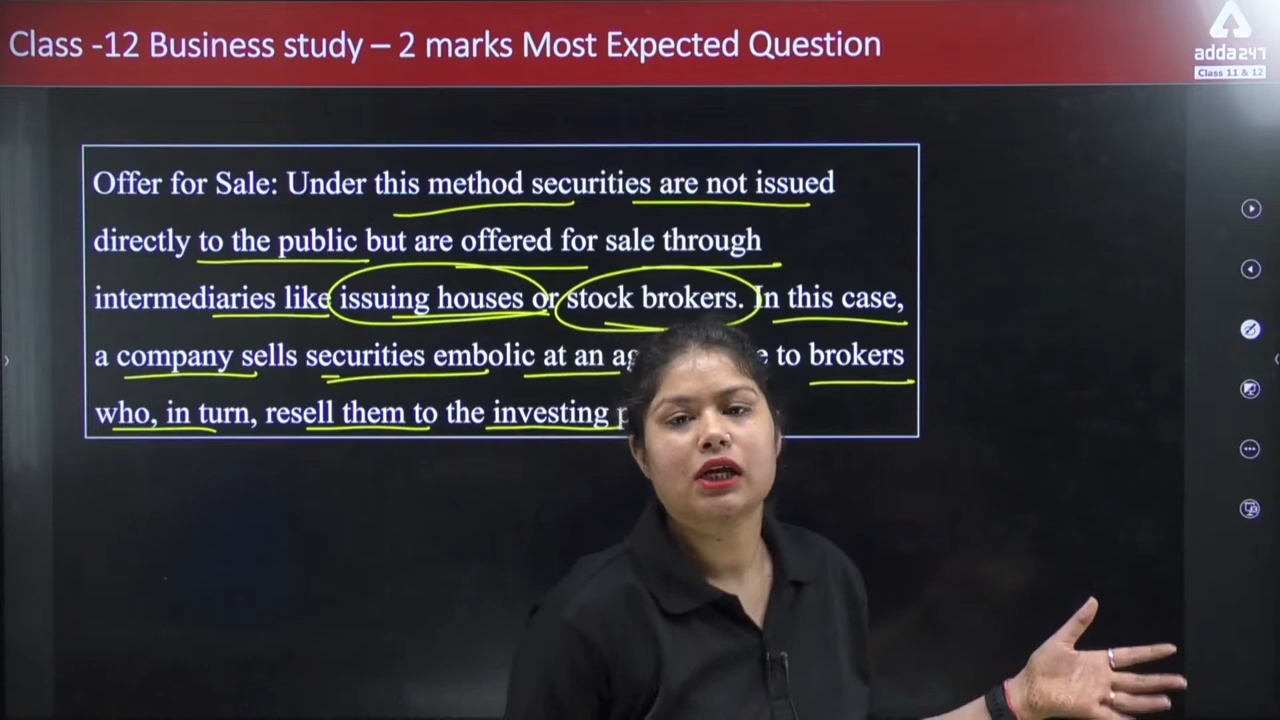 Class -12 Business study – 2 marks Most Expected Question
adda247
Class 11 & 12
Offer for Sale: Under this method securities are not issued
directly to the public but are offered for sale through
intermediaries like issuing houses or stock brokers. In this case,
a company sells securities embolic at an to brokers
who, in turn, resell them to the investing